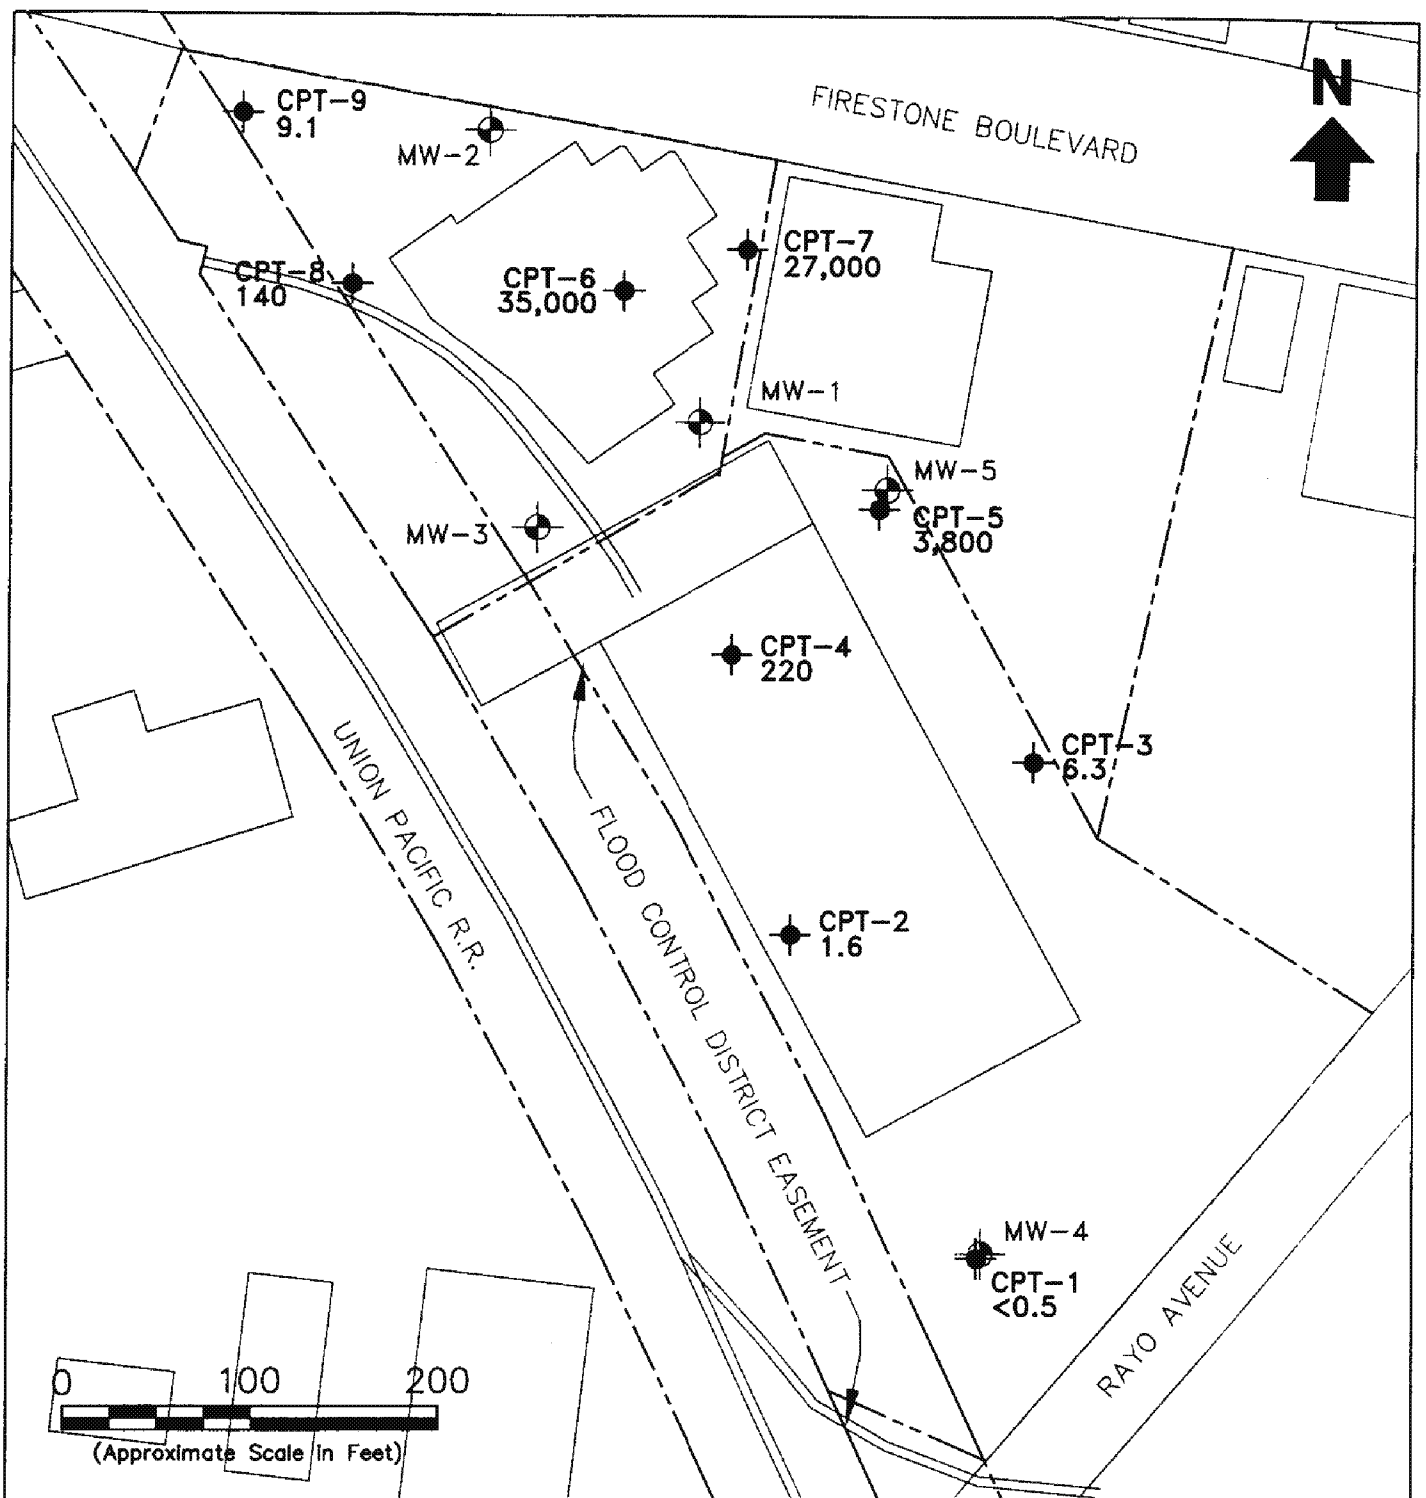 N
FIRESTONE BOULEVARD
CPT-9
9.1
MW-2
CPT-7
27,000
CPT-8
140
CPT-6
35,000
MW-1
MW-5
CPT-5
3,800
MW-3
CPT-4
220
CPT-3
6.3
UNION PACIFIC R.R.
FLOOD CONTROL DISTRICT EASEMENT
CPT-2
1.6
MW-4
CPT-1
<0.5
RAYO AVENUE
0 100 200
(Approximate Scale in Feet)